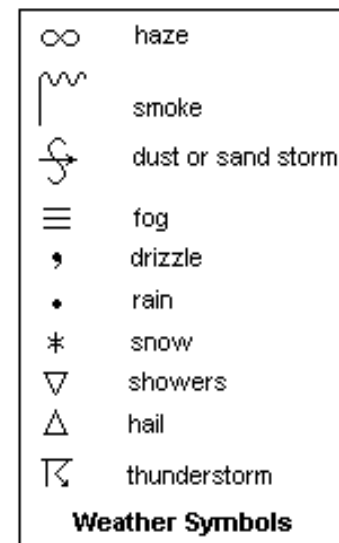 haze
smoke
dust or sand storm
fog
drizzle
rain
snow
showers
hail
thunderstorm
Weather Symbols